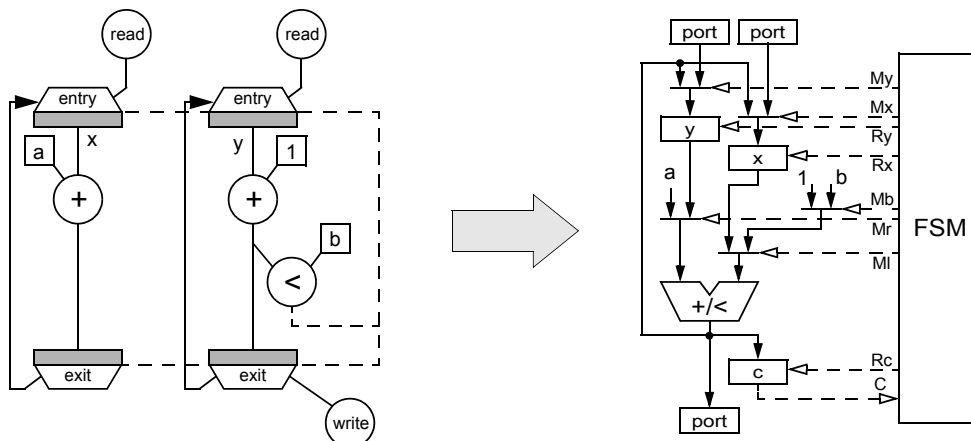 read read
port port
entry entry
My
Mx
x y y
Ry
a 1 x
Rx
+ + a 1 b
Mb
Mr
FSM
b
Ml
<
+/<
exit exit
c
Rc
C
write
port